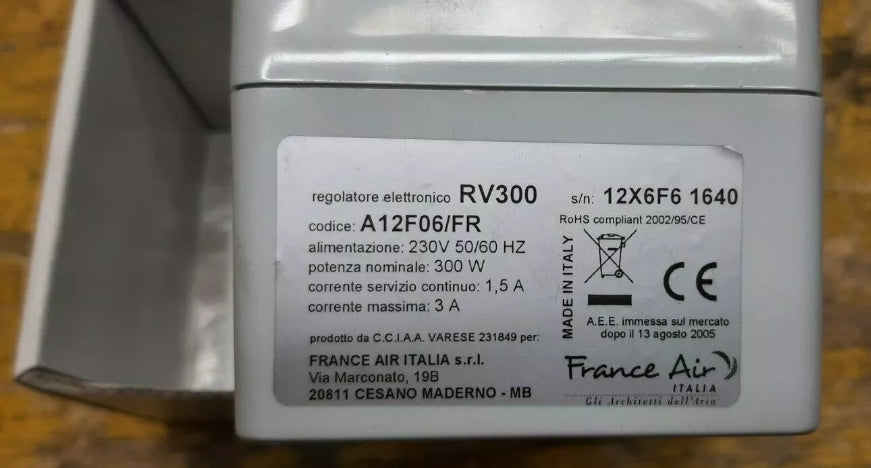 regolatore elettronico RV300
codice: A12F06/FR
alimentazione: 230V 50/60 HZ
potenza nominale: 300 W
corrente servizio continuo: 1,5 A
corrente massima: 3 A
prodotto da C.C.I.A.A. VARESE 231849 per:
FRANCE AIR ITALIA s.r.l.
Via Marconato, 19B
20811 CESANO MADERNO - MB
s/n: 12X6F6 1640
RoHS compliant 2002/95/CE
MADE IN ITALY
CE
A.E.E. immessa sul mercato
dopo il 13 agosto 2005
France Air
ITALIA
Gli Architetti dell'Aria